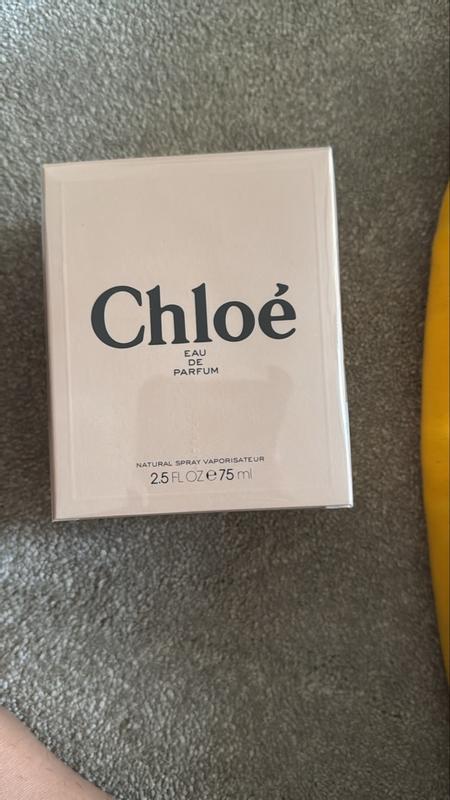 Chloé
EAU
DE
PARFUM
NATURAL SPRAY VAPORISATEUR
2.5 FL OZ e 75 ml